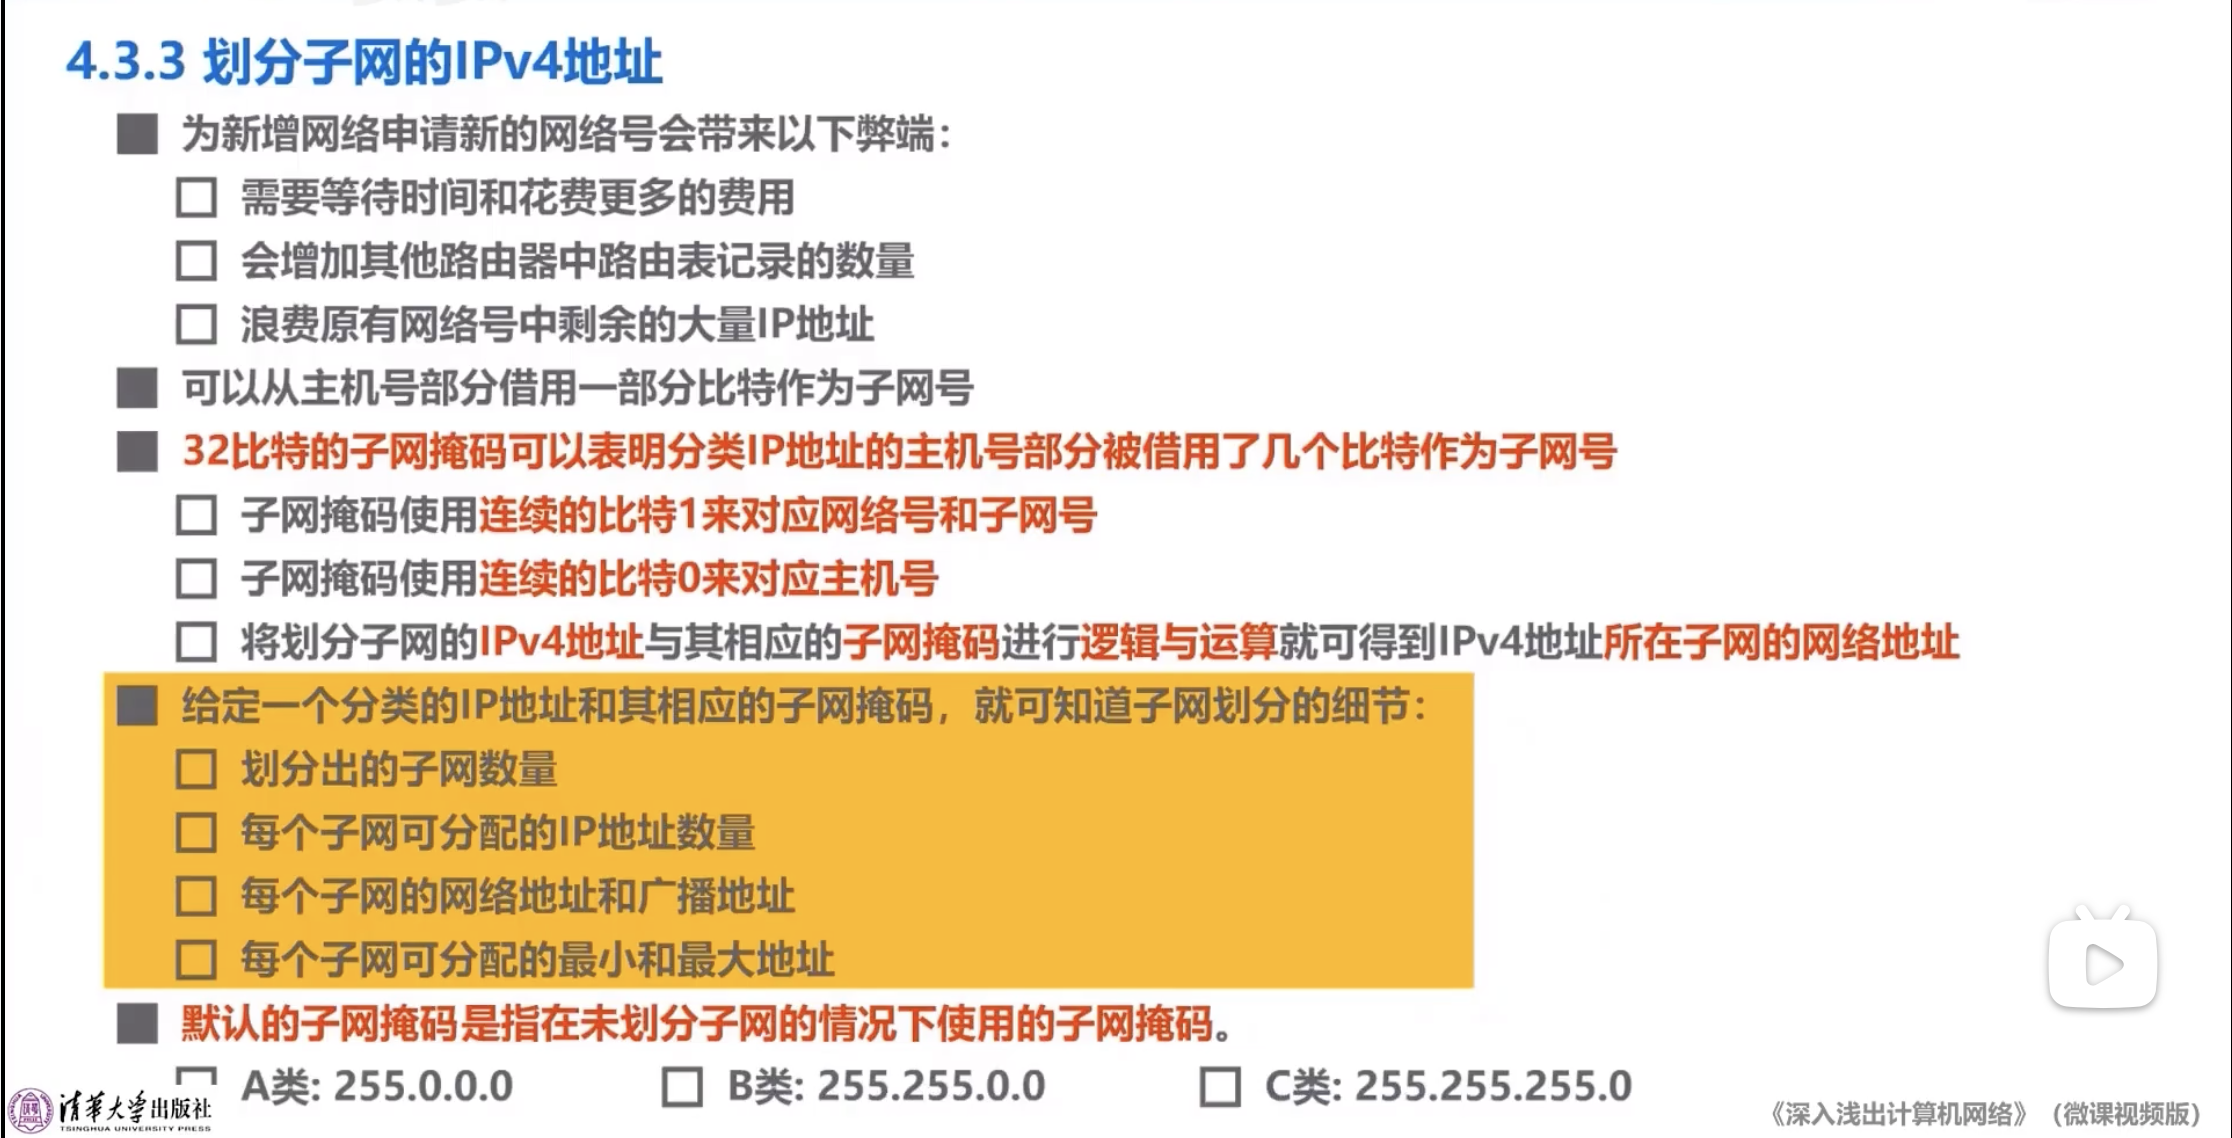 4.3.3 划分子网的IPv4地址
为新增网络申请新的网络号会带来以下弊端：
需要等待时间和花费更多的费用
会增加其他路由器中路由表记录的数量
浪费原有网络号中剩余的大量IP地址
可以从主机号部分借用一部分比特作为子网号
32比特的子网掩码可以表明分类IP地址的主机号部分被借用了几个比特作为子网号
子网掩码使用连续的比特1来对应网络号和子网号
子网掩码使用连续的比特0来对应主机号
将划分子网的IPv4地址与其相应的子网掩码进行逻辑与运算就可得到IPv4地址所在子网的网络地址
给定一个分类的IP地址和其相应的子网掩码，就可知道子网划分的细节：
划分出的子网数量
每个子网可分配的IP地址数量
每个子网的网络地址和广播地址
每个子网可分配的最小和最大地址
默认的子网掩码是指在未划分子网的情况下使用的子网掩码。
A类: 255.0.0.0 B类: 255.255.0.0 C类: 255.255.255.0
清华大学出版社
TSINGHUA UNIVERSITY PRESS
《深入浅出计算机网络》（微课视频版）